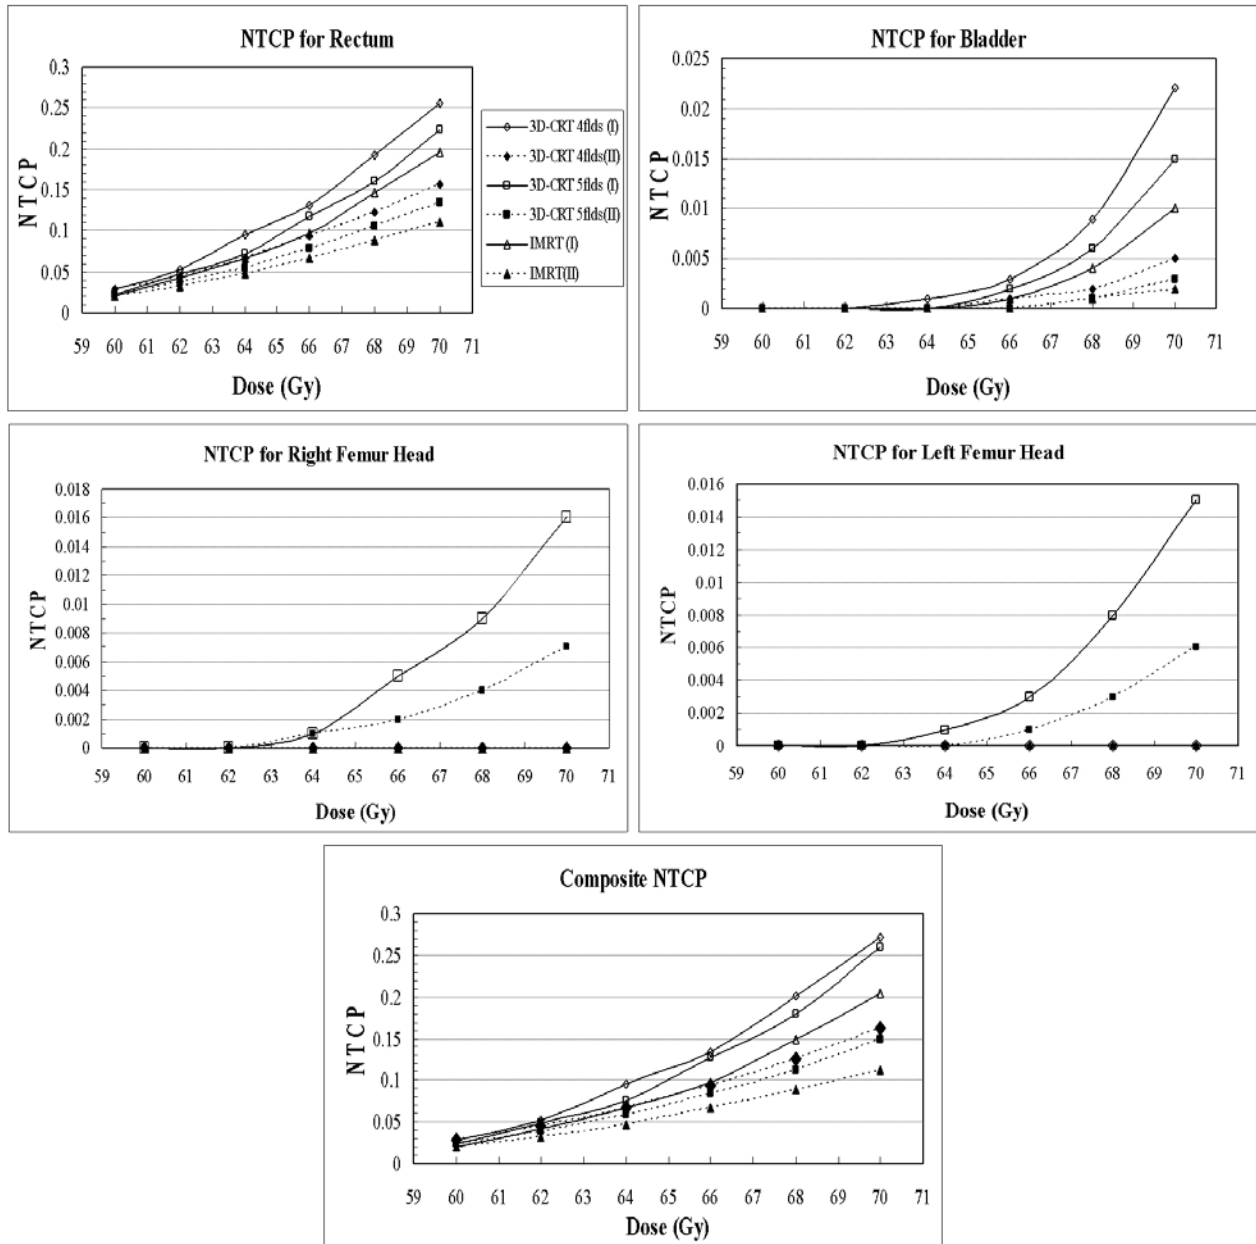 NTCP for Rectum
0.3
0.25
0.2
0.15
0.1
0.05
0
NTCP
59 60 61 62 63 64 65 66 67 68 69 70 71
Dose (Gy)
3D-CRT 4flds (I)
3D-CRT 4flds(II)
3D-CRT 5flds (I)
3D-CRT 5flds(II)
IMRT (I)
IMRT(II)
NTCP for Bladder
0.025
0.02
0.015
0.01
0.005
0
NTCP
59 60 61 62 63 64 65 66 67 68 69 70 71
Dose (Gy)
NTCP for Right Femur Head
0.018
0.016
0.014
0.012
0.01
0.008
0.006
0.004
0.002
0
NTCP
59 60 61 62 63 64 65 66 67 68 69 70 71
Dose (Gy)
NTCP for Left Femur Head
0.016
0.014
0.012
0.01
0.008
0.006
0.004
0.002
0
NTCP
59 60 61 62 63 64 65 66 67 68 69 70 71
Dose (Gy)
Composite NTCP
0.3
0.25
0.2
0.15
0.1
0.05
0
NTCP
59 60 61 62 63 64 65 66 67 68 69 70 71
Dose (Gy)